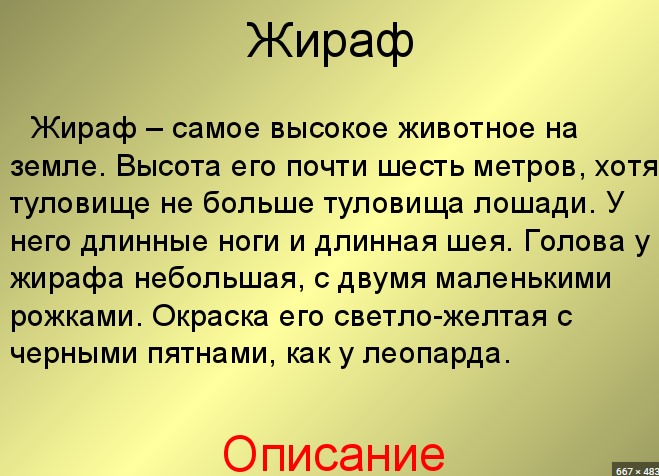 Жираф
Жираф – самое высокое животное на
земле. Высота его почти шесть метров, хотя
туловище не больше туловища лошади. У
него длинные ноги и длинная шея. Голова у
жирафа небольшая, с двумя маленькими
рожками. Окраска его светло-желтая с
черными пятнами, как у леопарда.
Описание
667 × 483